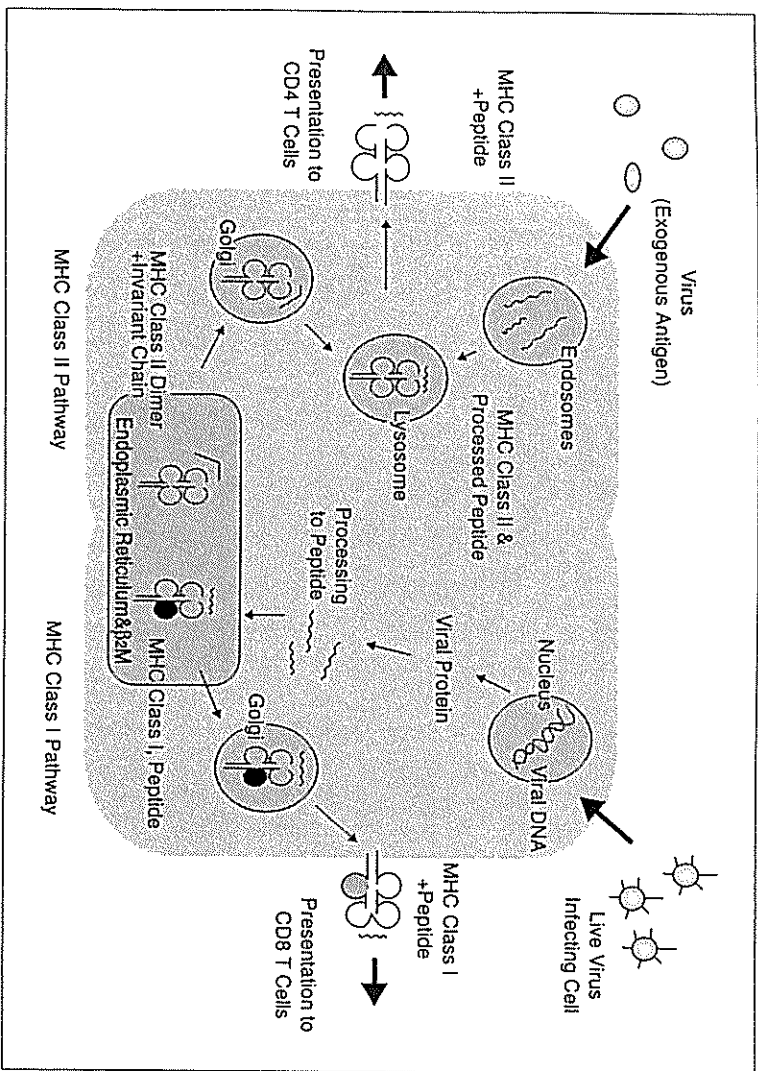 Virus
(Exogenous Antigen)
Live Virus
Infecting Cell
MHC Class II
+Peptide
Endosomes
Nucleus
Viral DNA
MHC Class I
+Peptide
MHC Class II &
Processed Peptide
Viral Protein
Lysosome
Processing
to Peptide
Presentation to
CD4 T Cells
Presentation to
CD8 T Cells
Golgi
Golgi
MHC Class II Dimer
+Invariant Chain
MHC Class I, Peptide
Endoplasmic Reticulum&β2M
MHC Class II Pathway
MHC Class I Pathway